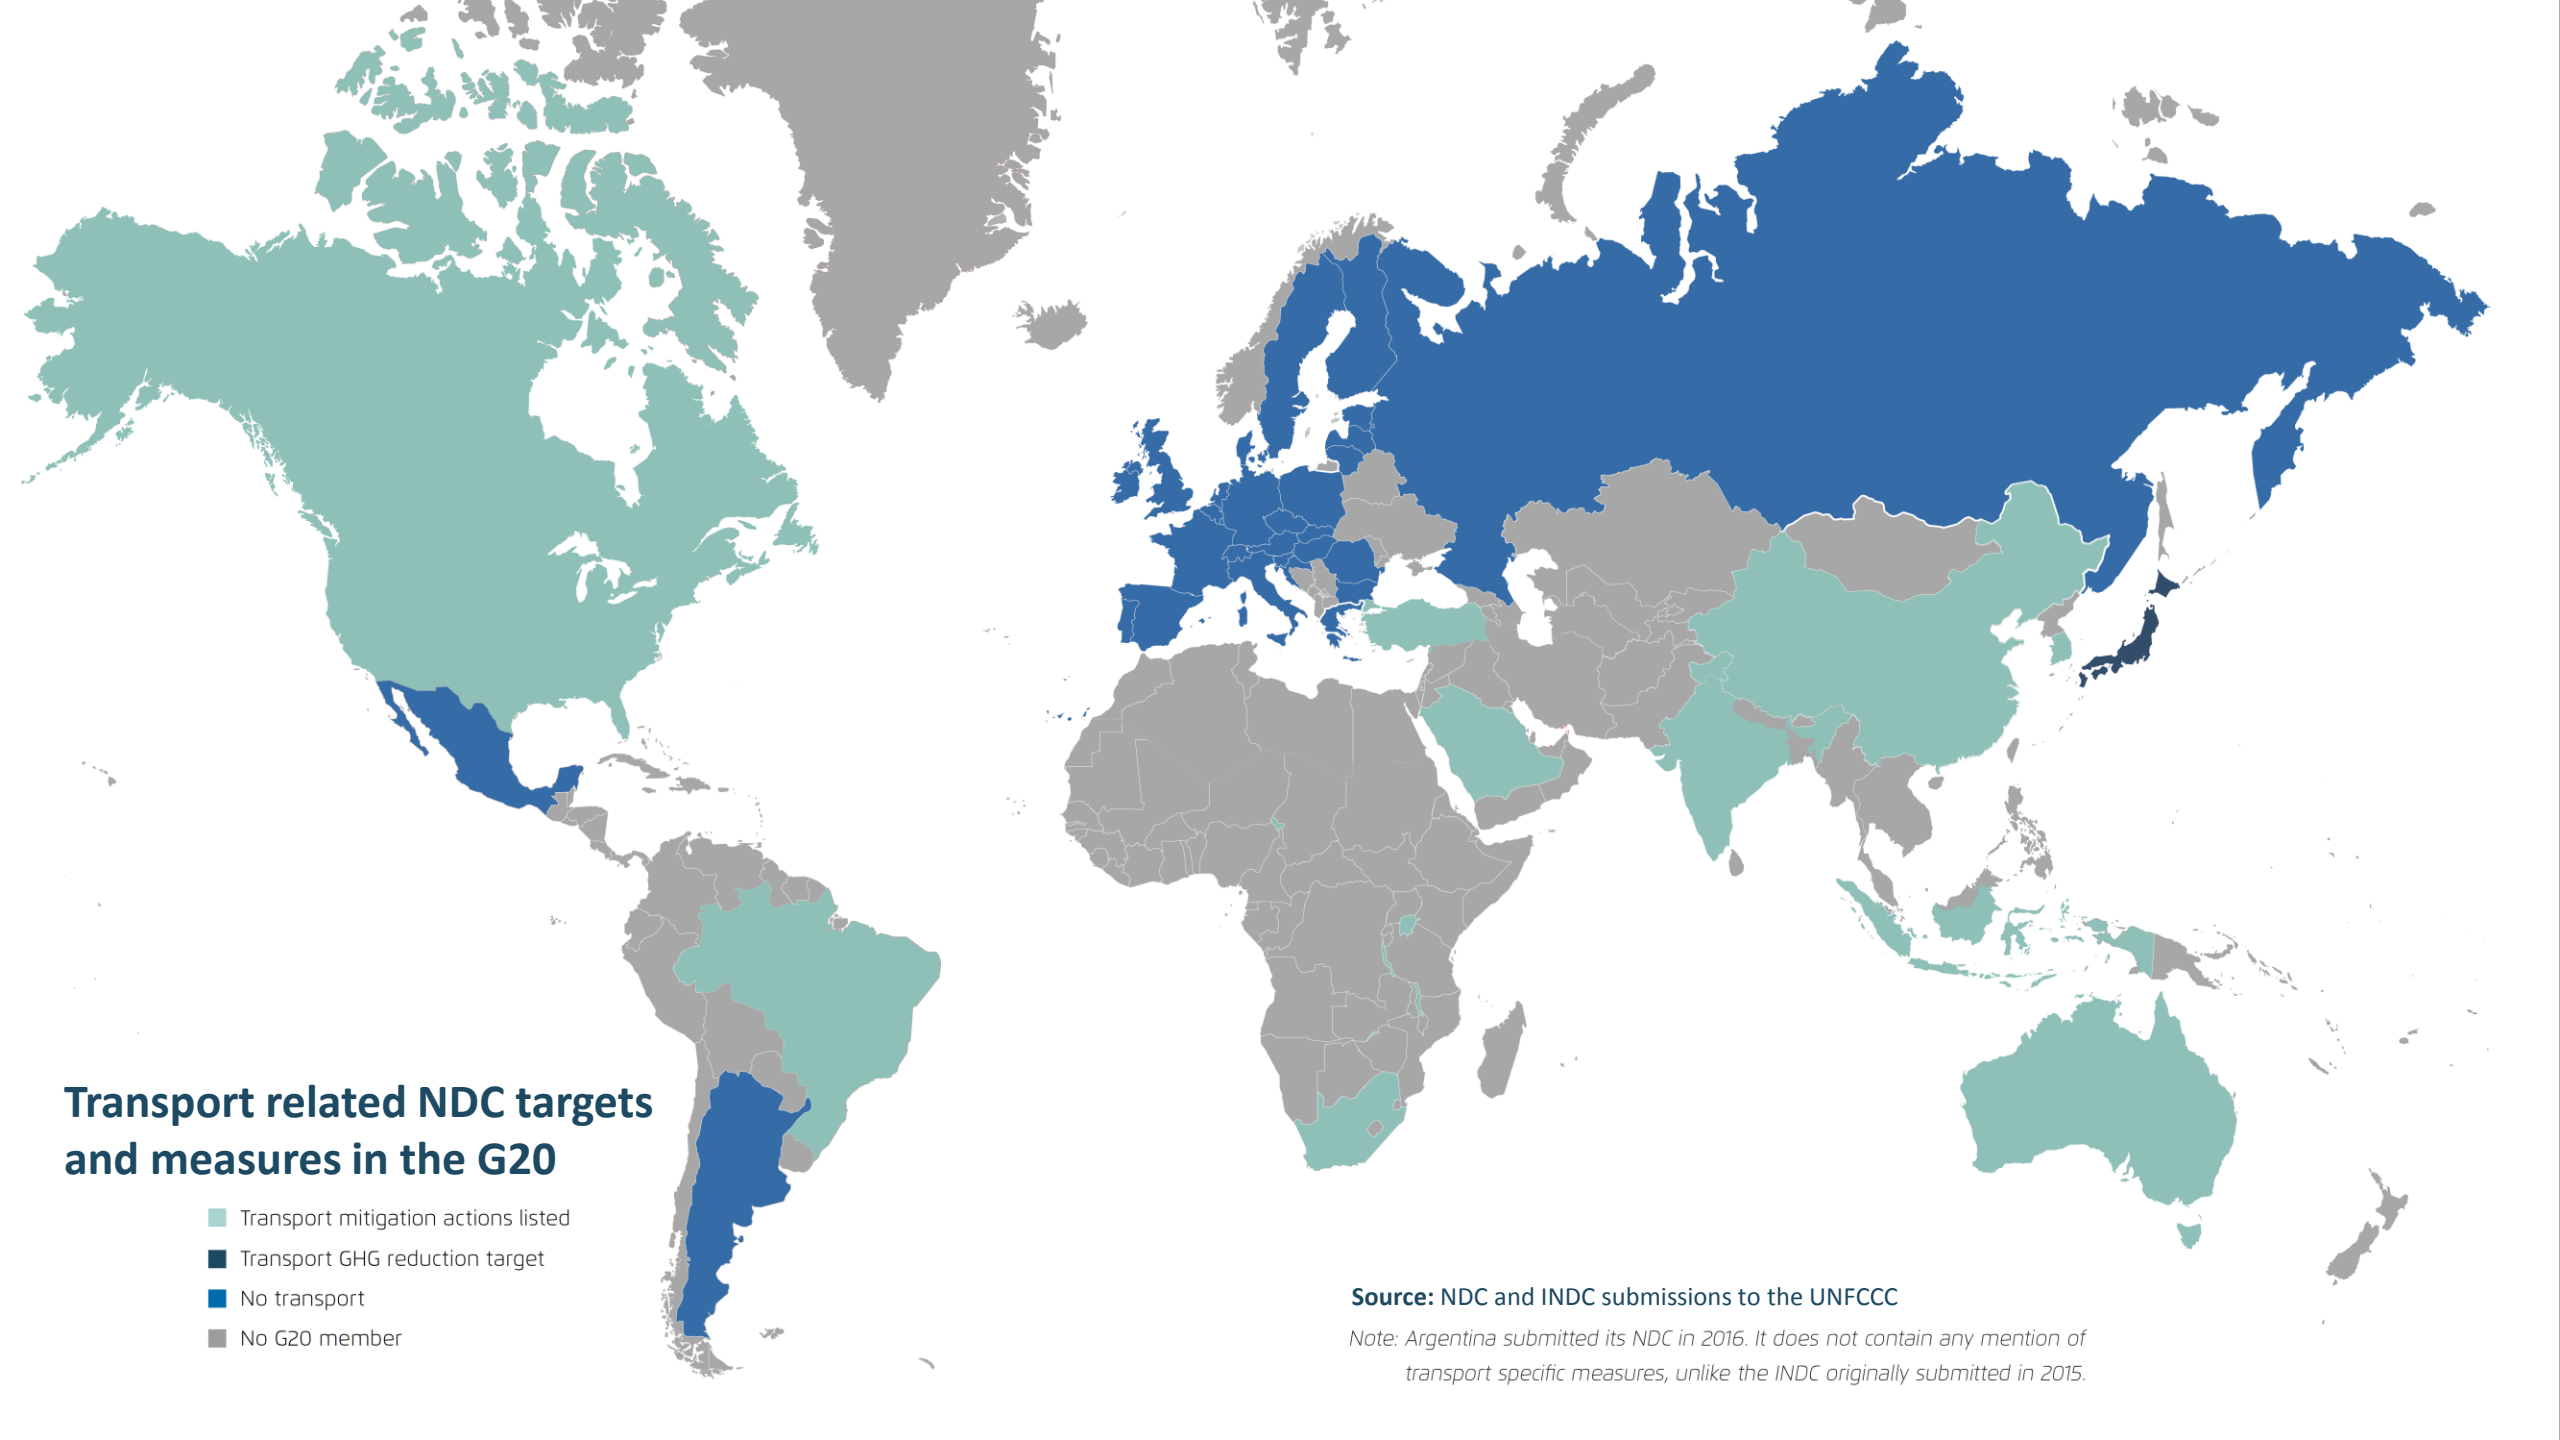 Transport related NDC targets
and measures in the G20
Transport mitigation actions listed
Transport GHG reduction target
No transport
No G20 member
Source: NDC and INDC submissions to the UNFCCC
Note: Argentina submitted its NDC in 2016. It does not contain any mention of
transport specific measures, unlike the INDC originally submitted in 2015.